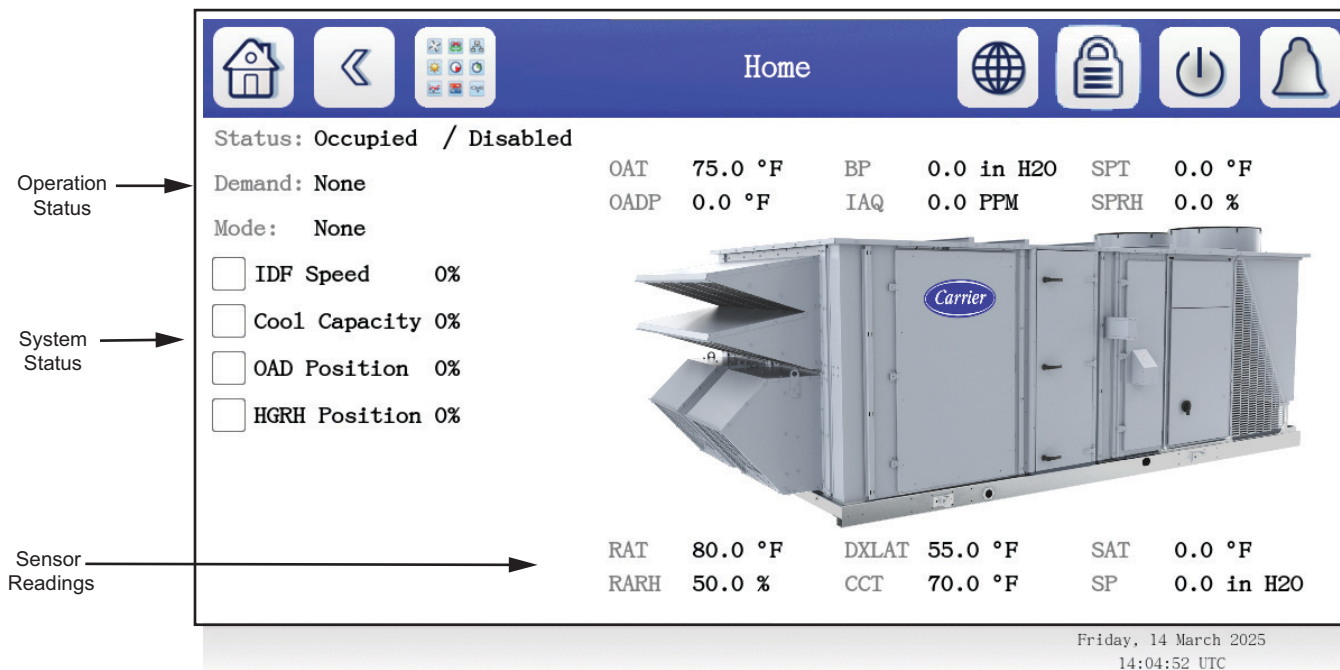 Home
Status: Occupied / Disabled
Operation
Status
Demand: None
Mode: None
OAT 75.0 °F BP 0.0 in H2O SPT 0.0 °F
OADP 0.0 °F IAQ 0.0 PPM SPRH 0.0 %
IDF Speed 0%
Cool Capacity 0%
System
Status
OAD Position 0%
HGRH Position 0%
Carrier
Sensor
Readings
RAT 80.0 °F DXLAT 55.0 °F SAT 0.0 °F
RARH 50.0 % CCT 70.0 °F SP 0.0 in H2O
Friday, 14 March 2025
14:04:52 UTC